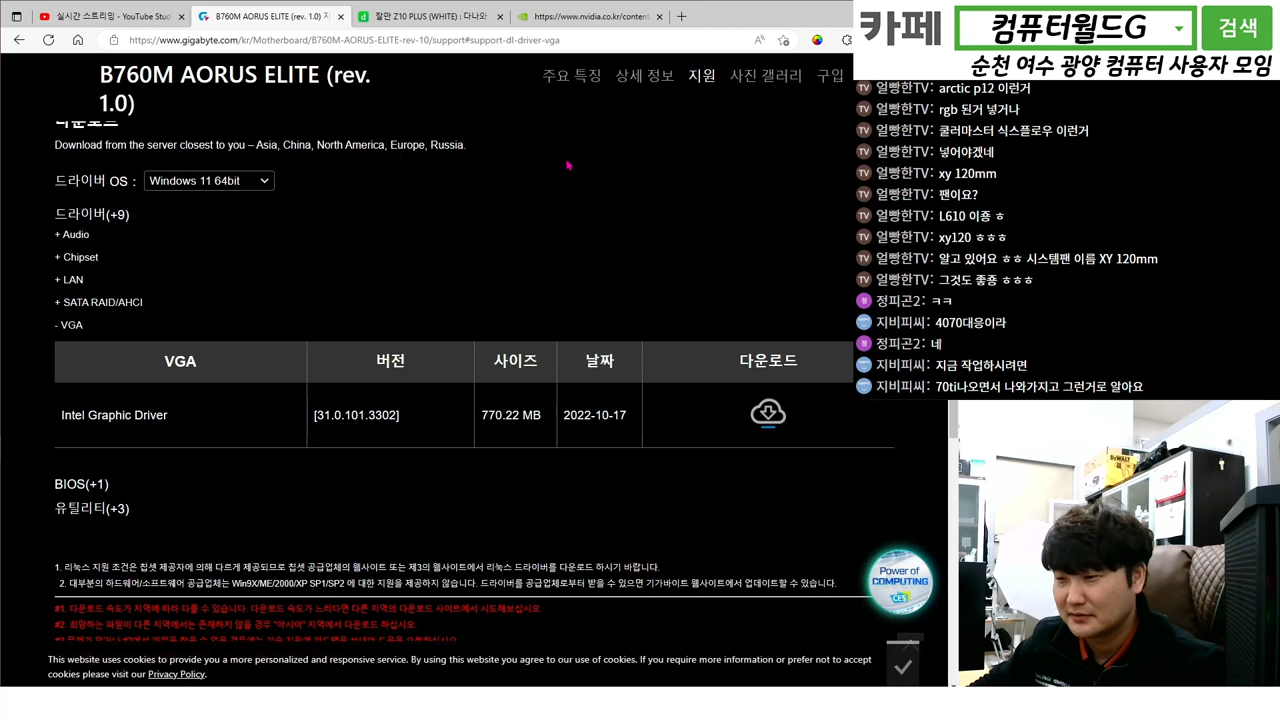 실시간 스트리밍 - YouTube Studi
B760M AORUS ELITE (rev. 1.0) 지
잘만 Z10 PLUS (WHITE) : 다나와
https://www.nvidia.co.kr/content
https://www.gigabyte.com/kr/Motherboard/B760M-AORUS-ELITE-rev-10/support#support-dl-driver-vga
카페
컴퓨터월드G
검색
순천 여수 광양 컴퓨터 사용자 모임
B760M AORUS ELITE (rev.
1.0)
주요 특징 상세 정보 지원 사진 갤러리 구입
다운로드
Download from the server closest to you – Asia, China, North America, Europe, Russia.
드라이버 OS : Windows 11 64bit
드라이버(+9)
+ Audio
+ Chipset
+ LAN
+ SATA RAID/AHCI
- VGA
VGA 버전 사이즈 날짜 다운로드
Intel Graphic Driver [31.0.101.3302] 770.22 MB 2022-10-17
BIOS(+1)
유틸리티(+3)
1. 리눅스 지원 조건은 칩셋 제공자에 의해 다르게 제공되므로 칩셋 공급업체의 웹사이트 또는 제3의 웹사이트에서 리눅스 드라이버를 다운로드 하시기 바랍니다.
2. 대부분의 하드웨어/소프트웨어 공급업체는 Win9X/ME/2000/XP SP1/SP2 에 대한 지원을 제공하지 않습니다. 드라이버를 공급업체로부터 받을 수 있으면 기가바이트 웹사이트에서 업데이트할 수 있습니다.
#1. 다운로드 속도가 지역에 따라 다를 수 있습니다. 다운로드 속도가 느리다면 다른 지역의 다운로드 사이트에서 시도해보십시오.
#2. 희망하는 파일이 다른 지역에서는 존재하지 않을 경우 "아시아" 지역에서 다운로드 하십시오.
This website uses cookies to provide you a more personalized and responsive service. By using this website you agree to our use of cookies. If you require more information or prefer not to accept
cookies please visit our Privacy Policy.
Power of
COMPUTING
CES
TV 얼빵한TV: arctic p12 이런거
TV 얼빵한TV: rgb 된거 넣거나
TV 얼빵한TV: 쿨러마스터 식스플로우 이런거
TV 얼빵한TV: 넣어야겠네
TV 얼빵한TV: xy 120mm
TV 얼빵한TV: 팬이요?
TV 얼빵한TV: L610 이죵 ㅎ
TV 얼빵한TV: xy120 ㅎㅎㅎ
TV 얼빵한TV: 알고 있어요 ㅎㅎ 시스템팬 이름 XY 120mm
TV 얼빵한TV: 그것도 좋죵 ㅎㅎㅎ
정 정피곤2: ㅋㅋ
지비피씨: 4070대응이라
정 정피곤2: 네
지비피씨: 지금 작업하시려면
지비피씨: 70ti나오면서 나와가지고 그런거로 알아요
DEWALT